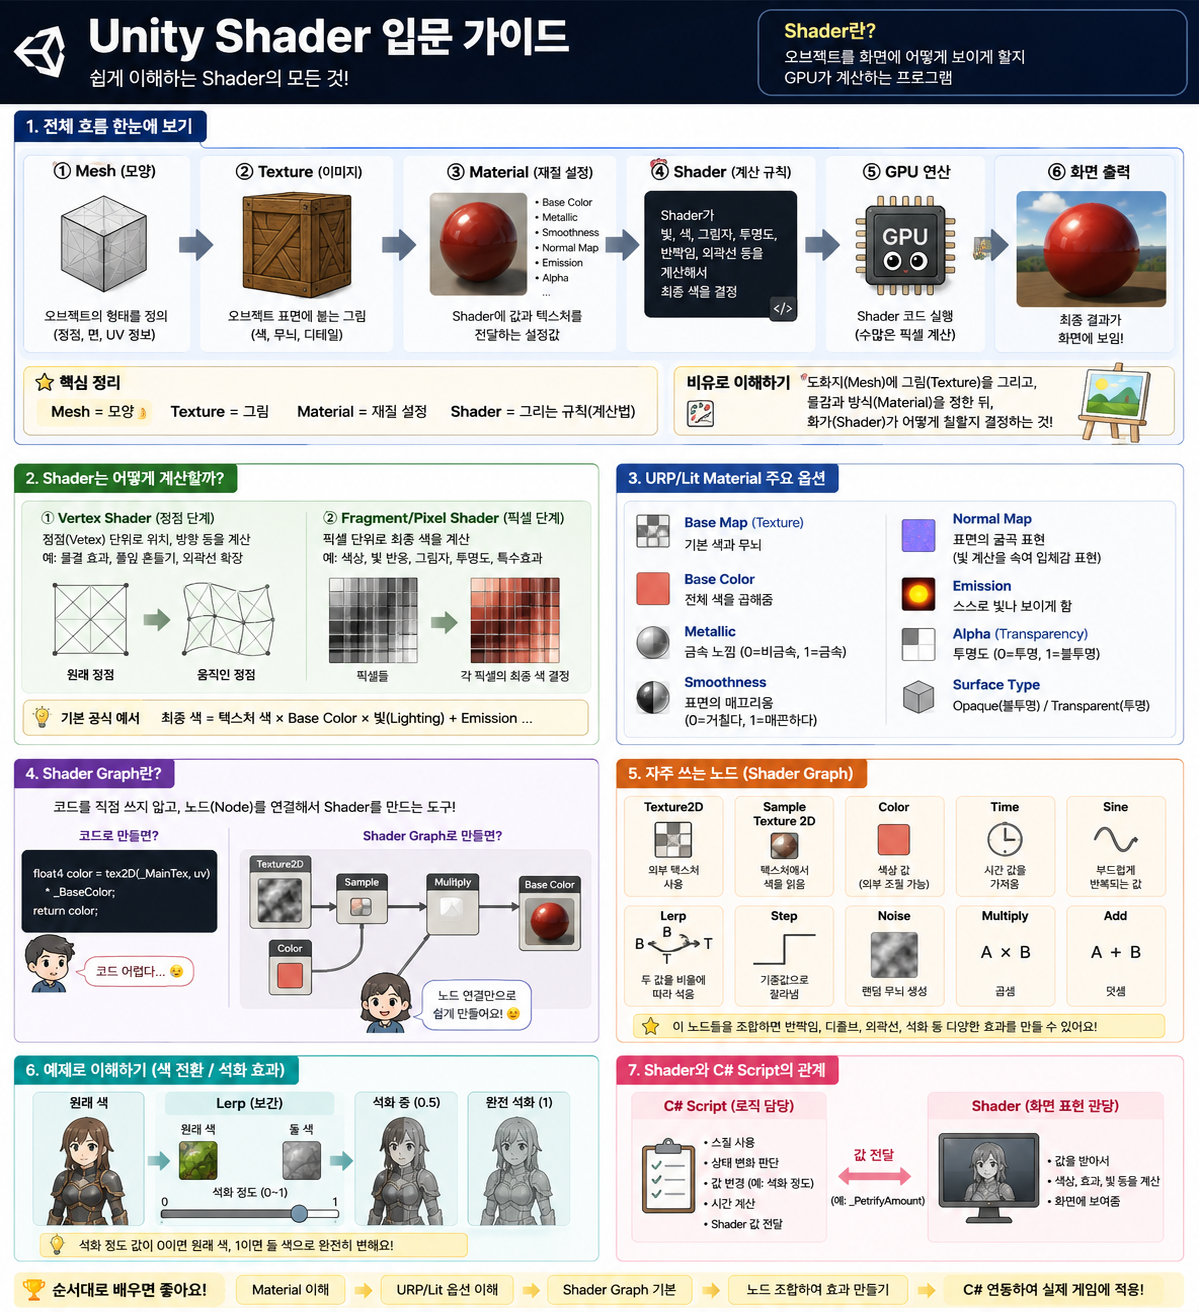 Unity Shader 입문 가이드
쉽게 이해하는 Shader의 모든 것!
Shader란?
오브젝트를 화면에 어떻게 보이게 할지
GPU가 계산하는 프로그램
1. 전체 흐름 한눈에 보기
① Mesh (모양)
오브젝트의 형태를 정의
(정점, 면, UV 정보)
② Texture (이미지)
오브젝트 표면에 붙는 그림
(색, 무늬, 디테일)
③ Material (재질 설정)
• Base Color
• Metallic
• Smoothness
• Normal Map
• Emission
• Alpha
...
Shader에 값과 텍스처를
전달하는 설정값
④ Shader (계산 규칙)
Shader가
빛, 색, 그림자, 투명도,
반짝임, 외곽선 등을
계산해서
최종 색을 결정
</>
⑤ GPU 연산
GPU
Shader 코드 실행
(수많은 픽셀 계산)
⑥ 화면 출력
최종 결과가
화면에 보임!
핵심 정리
Mesh = 모양
Texture = 그림
Material = 재질 설정
Shader = 그리는 규칙(계산법)
비유로 이해하기
도화지(Mesh)에 그림(Texture)을 그리고,
물감과 방식(Material)을 정한 뒤,
화가(Shader)가 어떻게 칠할지 결정하는 것!
2. Shader는 어떻게 계산할까?
① Vertex Shader (정점 단계)
점점(Vetex) 단위로 위치, 방향 등을 계산
예: 물결 효과, 풀잎 흔들기, 외곽선 확장
원래 정점
움직인 정점
② Fragment/Pixel Shader (픽셀 단계)
픽셀 단위로 최종 색을 계산
예: 색상, 빛 반응, 그림자, 투명도, 특수효과
픽셀들
각 픽셀의 최종 색 결정
기본 공식 예서
최종 색 = 텍스처 색 × Base Color × 빛(Lighting) + Emission ...
3. URP/Lit Material 주요 옵션
Base Map (Texture)
기본 색과 무뇌
Base Color
전체 색을 곱해줌
Metallic
금속 노낌 (0=비금속, 1=금속)
Smoothness
표면의 매끄리움
(0=거칠다, 1=매끈하다)
Normal Map
표면의 굴곡 표현
(빛 계산을 속여 입체감 표현)
Emission
스스로 빛나 보이게 함
Alpha (Transparency)
투명도 (0=투명, 1=불투명)
Surface Type
Opaque(불투명) / Transparent(투명)
4. Shader Graph란?
코드를 직점 쓰지 않고, 노드(Node)를 연결해서 Shader를 만드는 도구!
코드로 만들면?
float4 color = tex2D(_MainTex, uv)
* _BaseColor;
return color;
코드 어렵다...
Shader Graph로 만들면?
Texture2D
Sample
Mulitply
Base Color
Color
노드 연결만으로
쉽게 만들어요!
5. 자주 쓰는 노드 (Shader Graph)
Texture2D
외부 택스처
사옹
Sample
Texture 2D
택스처에서
색을 읽음
Color
색상 값
(외부 조필 가능)
Time
시간 값을
가져옴
Sine
부드럽게
반복되는 값
Lerp
B
B
T
T
두 값을 비율에
따라 석음
Step
기준값으로
잘라냄
Noise
랜덤 무늬 생성
Multiply
A × B
곱셈
Add
A + B
덧셈
이 노드들을 조합하면 반짝임, 디졸브, 외곽선, 석화 등 다양한 효과를 만들 수 있어요!
6. 예제로 이해하기 (색 전환 / 석화 효과)
원래 색
Lerp (보간)
원래 색
돌 색
석화 정도 (0~1)
0
1
석화 중 (0.5)
완전 석화 (1)
석화 정도 값이 0이면 원래 색, 1이면 들 색으로 완전히 변해요!
7. Shader와 C# Script의 관계
C# Script (로직 담당)
• 스질 사용
• 상태 변화 판단
• 값 변경 (예: 석화 정도)
• 시간 계산
• Shader 값 전달
값 전달
(예: _PetrifyAmount)
Shader (화면 표헌 관당)
• 값을 받아서
• 색상, 효과, 빛 등을 계산
• 화면에 보여줌
순서대로 배우면 좋아요!
Material 이해
URP/Lit 옵션 이해
Shader Graph 기본
노드 조합하여 효과 만들기
C# 연동하여 실제 게임에 적용!